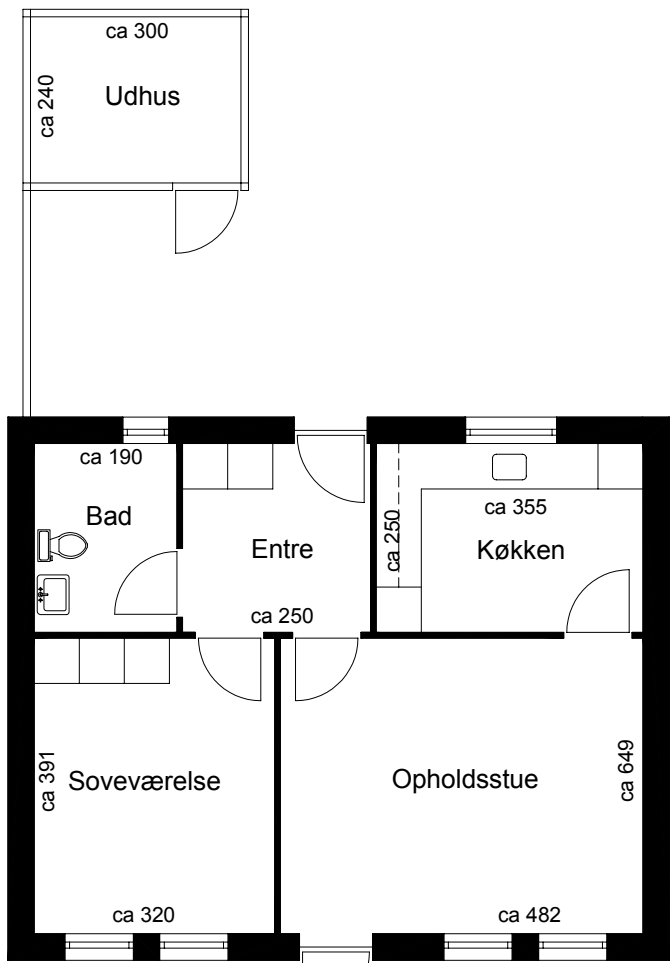 ca 300
ca 240
Udhus
ca 190
Bad
Entre
ca 250
ca 250
ca 355
Køkken
ca 391
Soveværelse
ca 320
Opholdsstue
ca 649
ca 482